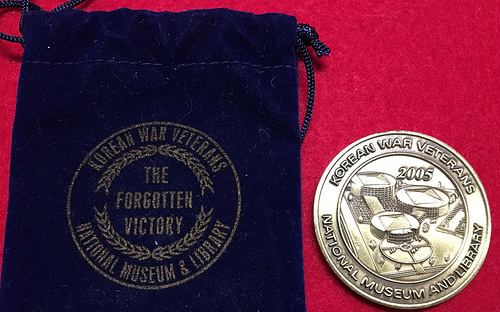 KOREAN WAR VETERANS
THE
FORGOTTEN
VICTORY
NATIONAL MUSEUM & LIBRARY
KOREAN WAR VETERANS
2005
NATIONAL MUSEUM AND LIBRARY